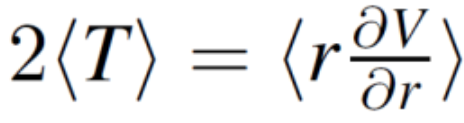 2⟨T⟩ = ⟨r ∂V/∂r⟩